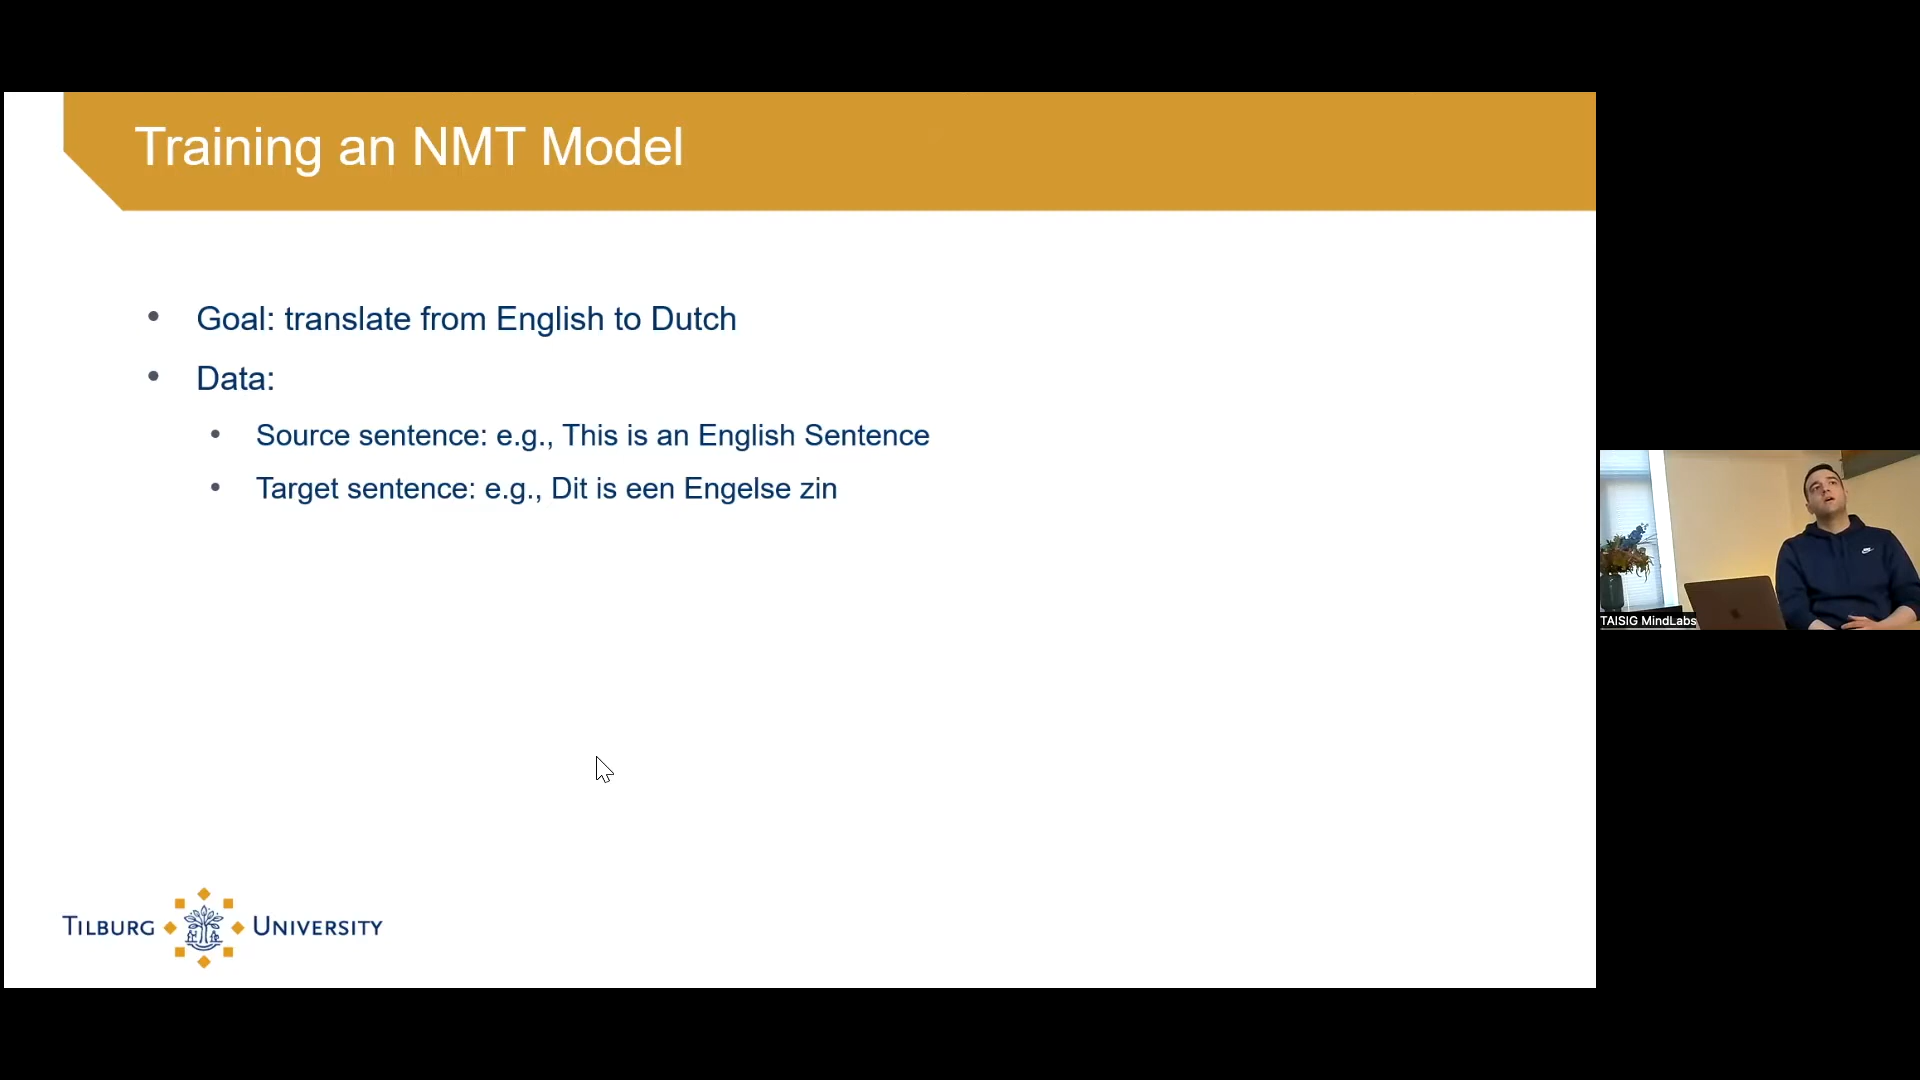 Training an NMT Model
• Goal: translate from English to Dutch
• Data:
• Source sentence: e.g., This is an English Sentence
• Target sentence: e.g., Dit is een Engelse zin
TAISIG MindLabs
TILBURG UNIVERSITY